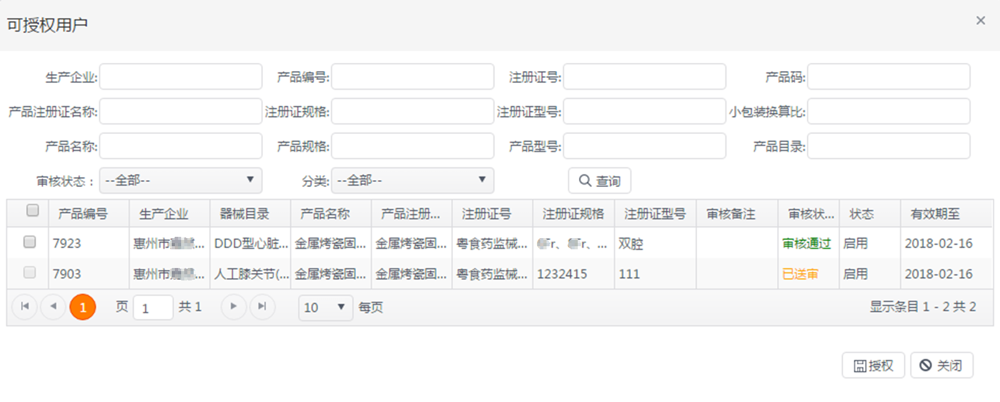 可授权用户 ×
生产企业: 产品编号: 注册证号: 产品码:
产品注册证名称: 注册证规格: 注册证型号: 小包装换算比:
产品名称: 产品规格: 产品型号: 产品目录:
审核状态： --全部-- 分类: --全部-- 查询
产品编号 生产企业 器械目录 产品名称 产品注册... 注册证号 注册证规格 注册证型号 审核备注 审核状... 状态 有效期至
7923 惠州市... DDD型心脏... 金属烤瓷固... 金属烤瓷固... 粤食药监械... r、 r、 ... 双腔 审核通过 启用 2018-02-16
7903 惠州市... 人工膝关节(... 金属烤瓷固... 金属烤瓷固... 粤食药监械... 1232415 111 已送审 启用 2018-02-16
1 页 1 共 1 10 每页 显示条目 1 - 2 共 2
授权 关闭